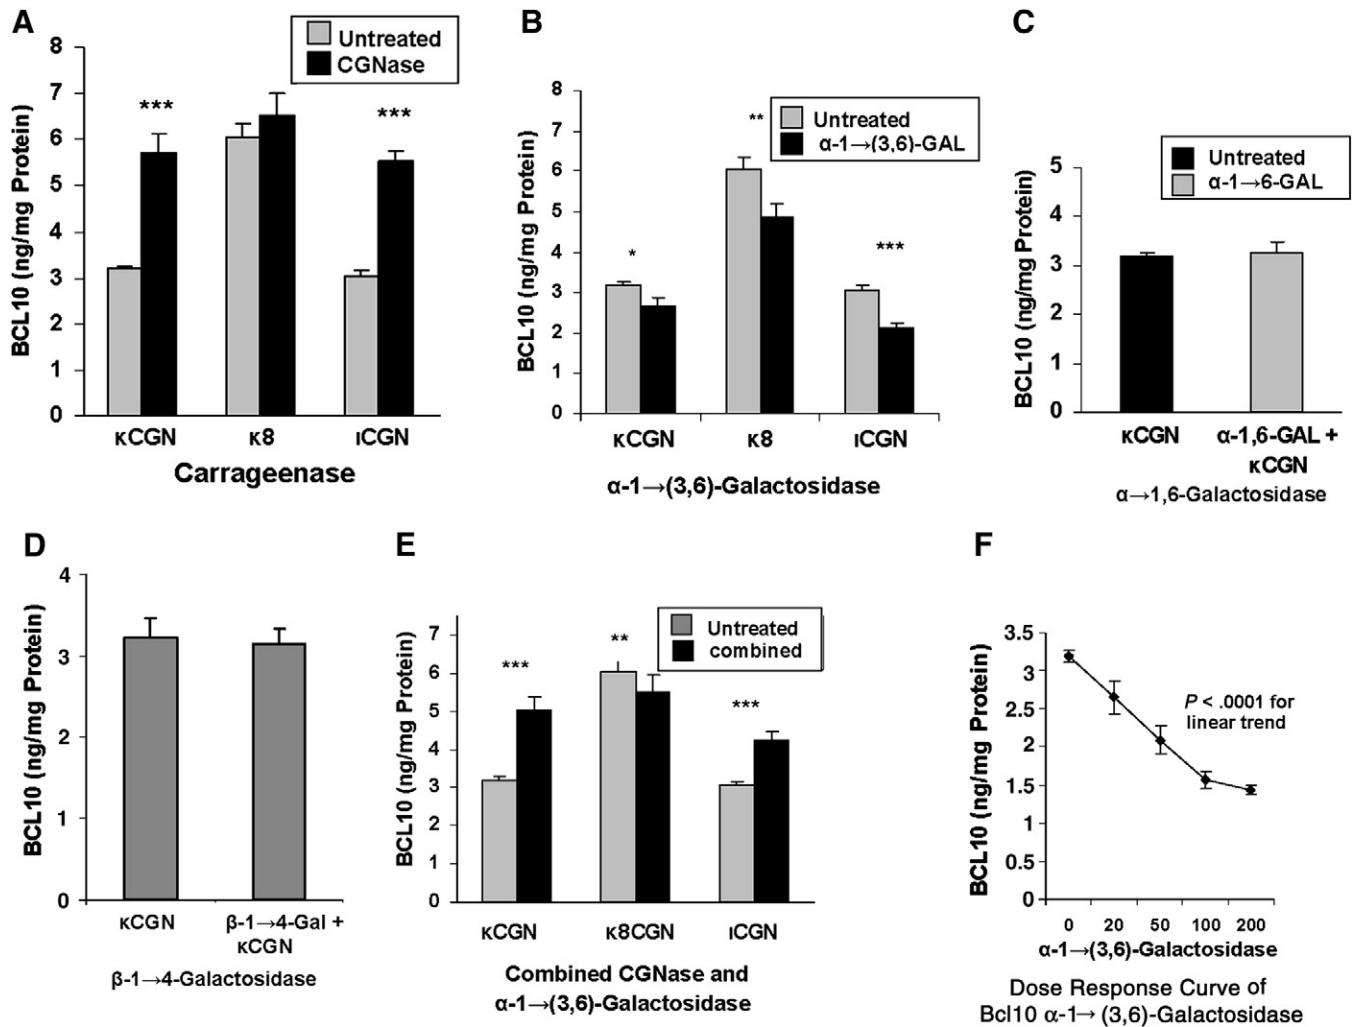 A
Untreated
CGNase
BCL10 (ng/mg Protein)
8
7
6
5
4
3
2
1
0
***
***
κCGN κ8 ιCGN
Carrageenase
B
Untreated
α-1→(3,6)-GAL
BCL10 (ng/mg Protein)
8
7
6
5
4
3
2
1
0
*
**
***
κCGN κ8 ιCGN
α-1→(3,6)-Galactosidase
C
Untreated
α-1→6-GAL
BCL10 (ng/mg Protein)
5
4
3
2
1
0
κCGN α-1,6-GAL +
κCGN
α→1,6-Galactosidase
D
BCL10 (ng/mg Protein)
4
3
2
1
0
κCGN β-1→4-Gal +
κCGN
β-1→4-Galactosidase
E
Untreated
combined
BCL10 (ng/mg Protein)
7
6
5
4
3
2
1
0
***
**
***
κCGN κ8CGN ιCGN
Combined CGNase and
α-1→(3,6)-Galactosidase
F
BCL10 (ng/mg Protein)
3.5
3
2.5
2
1.5
1
0.5
0
P < .0001 for
linear trend
0 20 50 100 200
α-1→(3,6)-Galactosidase
Dose Response Curve of
Bcl10 α-1→ (3,6)-Galactosidase